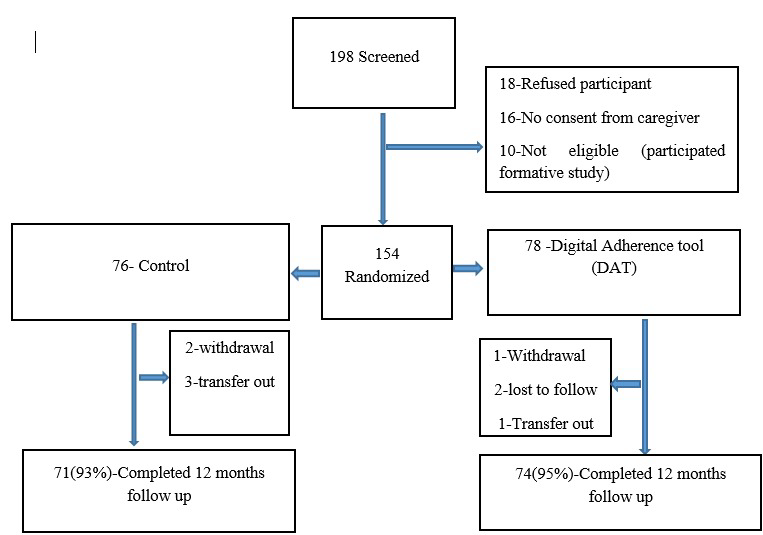 198 Screened
18-Refused participant
16-No consent from caregiver
10-Not eligible (participated
formative study)
154
Randomized
76- Control
78 -Digital Adherence tool
(DAT)
2-withdrawal
3-transfer out
1-Withdrawal
2-lost to follow
1-Transfer out
71(93%)-Completed 12 months
follow up
74(95%)-Completed 12 months
follow up